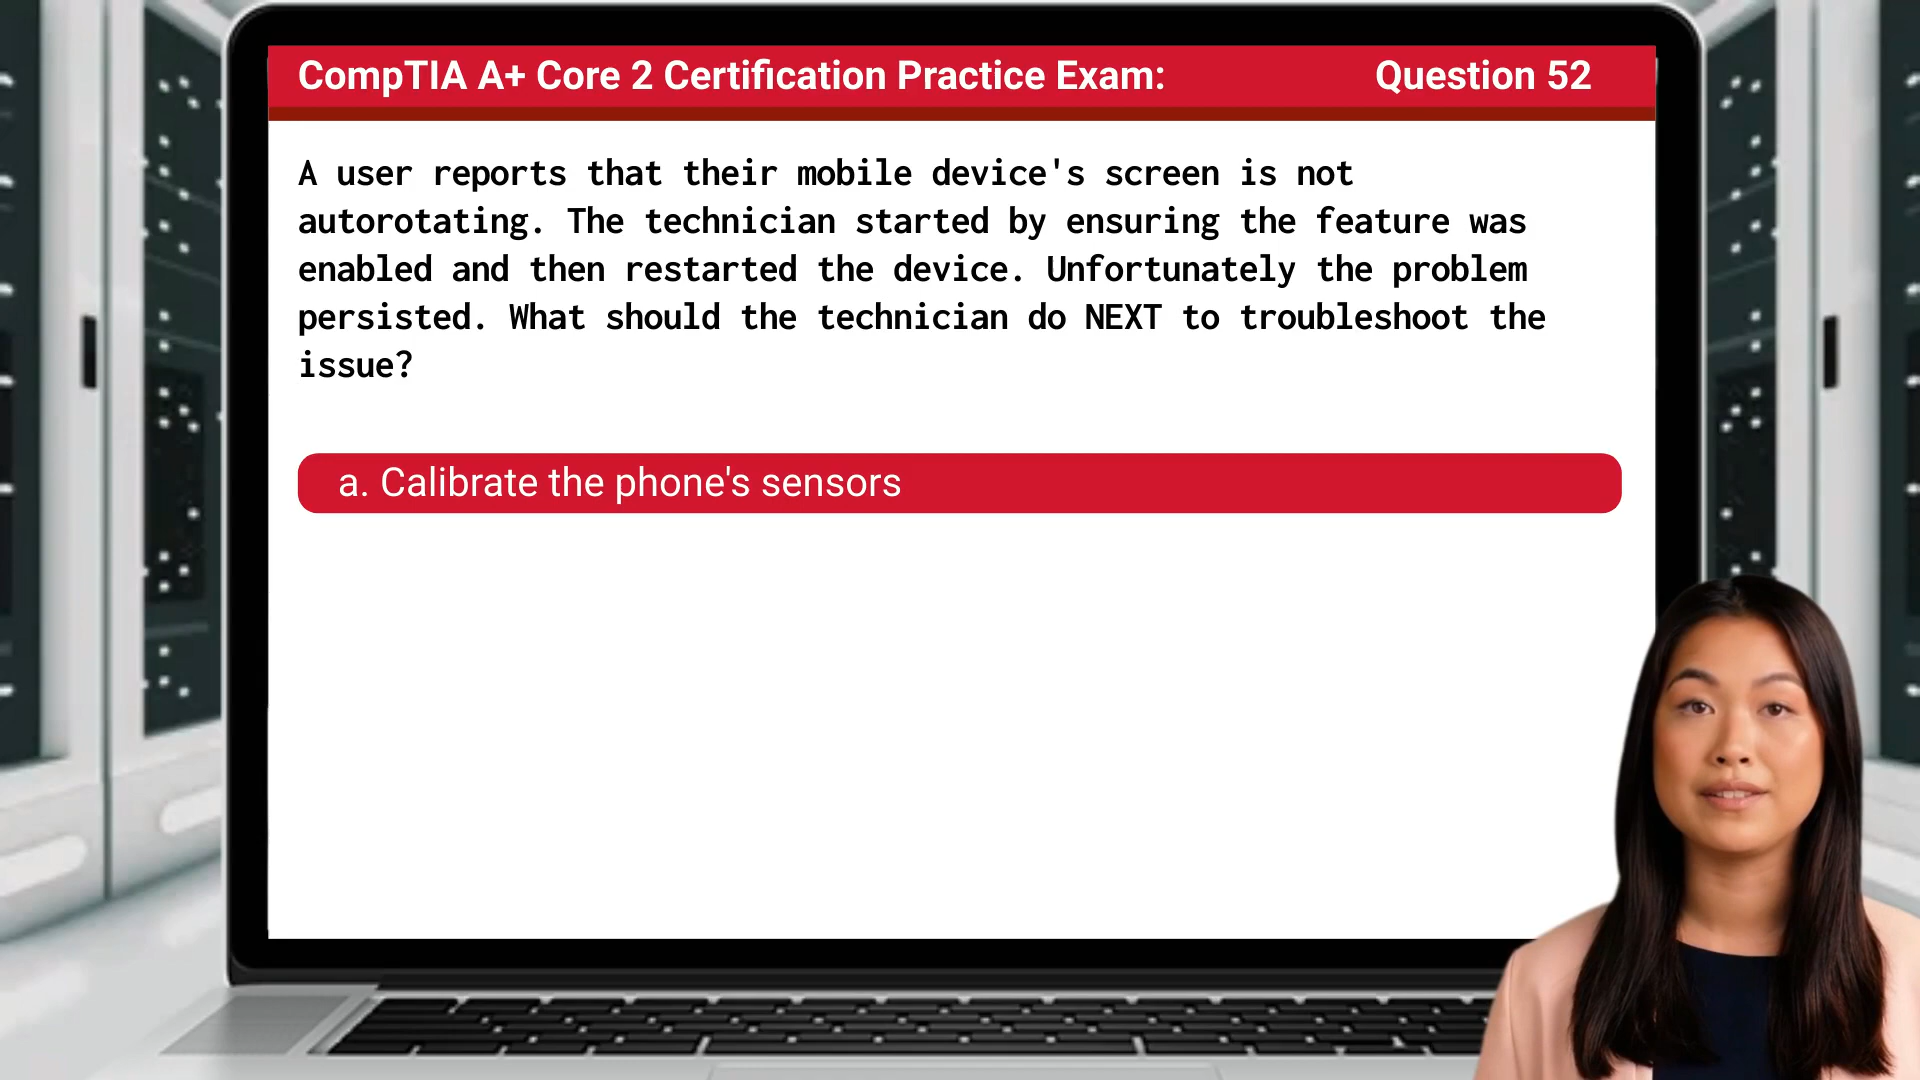 CompTIA A+ Core 2 Certification Practice Exam: Question 52
A user reports that their mobile device's screen is not
autorotating. The technician started by ensuring the feature was
enabled and then restarted the device. Unfortunately the problem
persisted. What should the technician do NEXT to troubleshoot the
issue?
a. Calibrate the phone's sensors